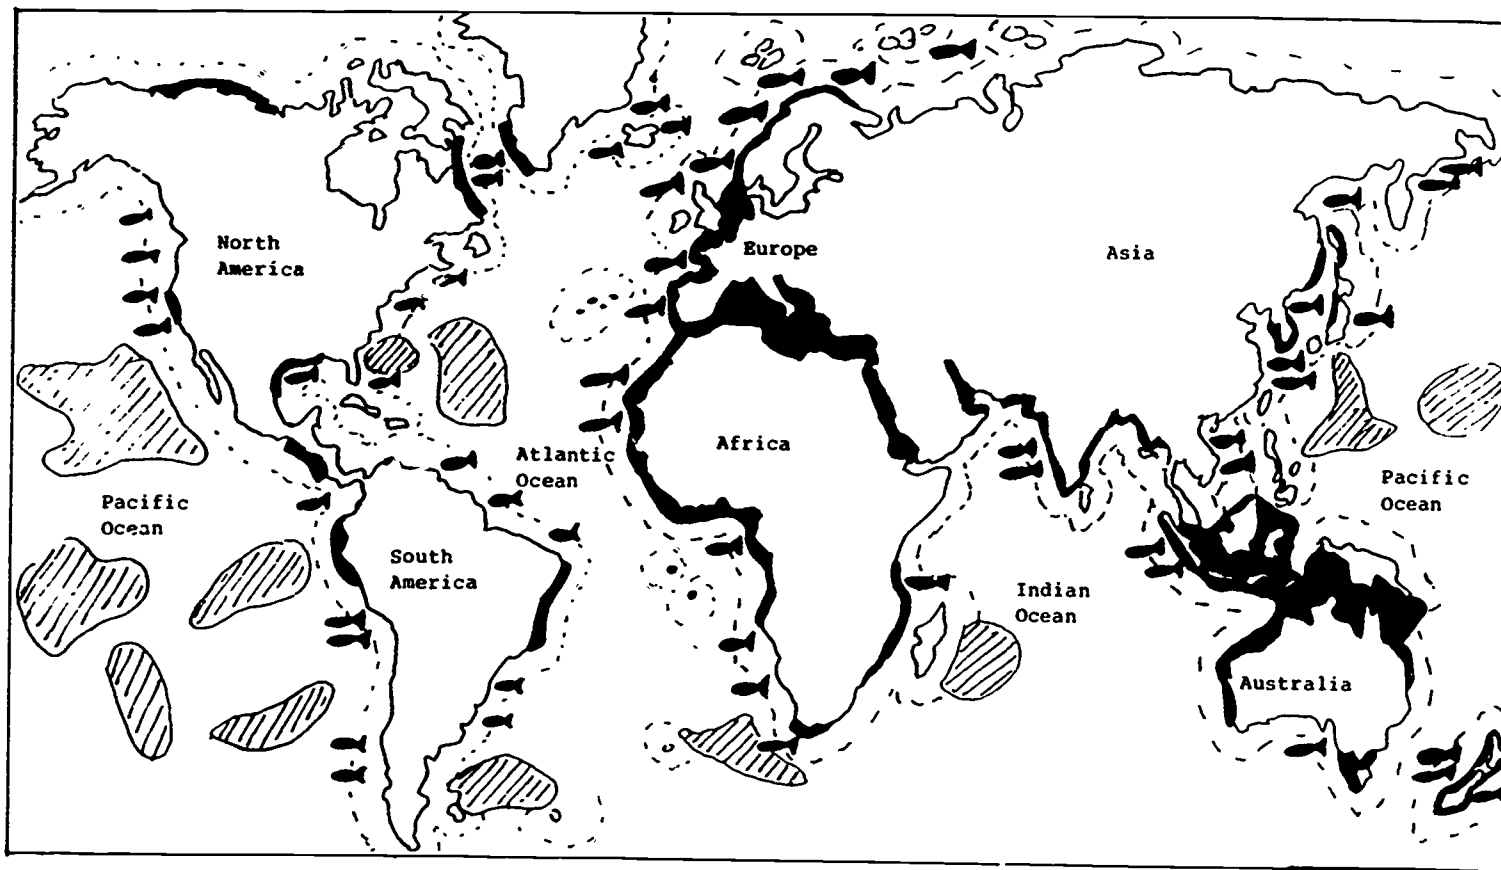 North
America
Europe
Asia
Africa
Atlantic
Ocean
Pacific
Ocean
Pacific
Ocean
South
America
Indian
Ocean
Australia